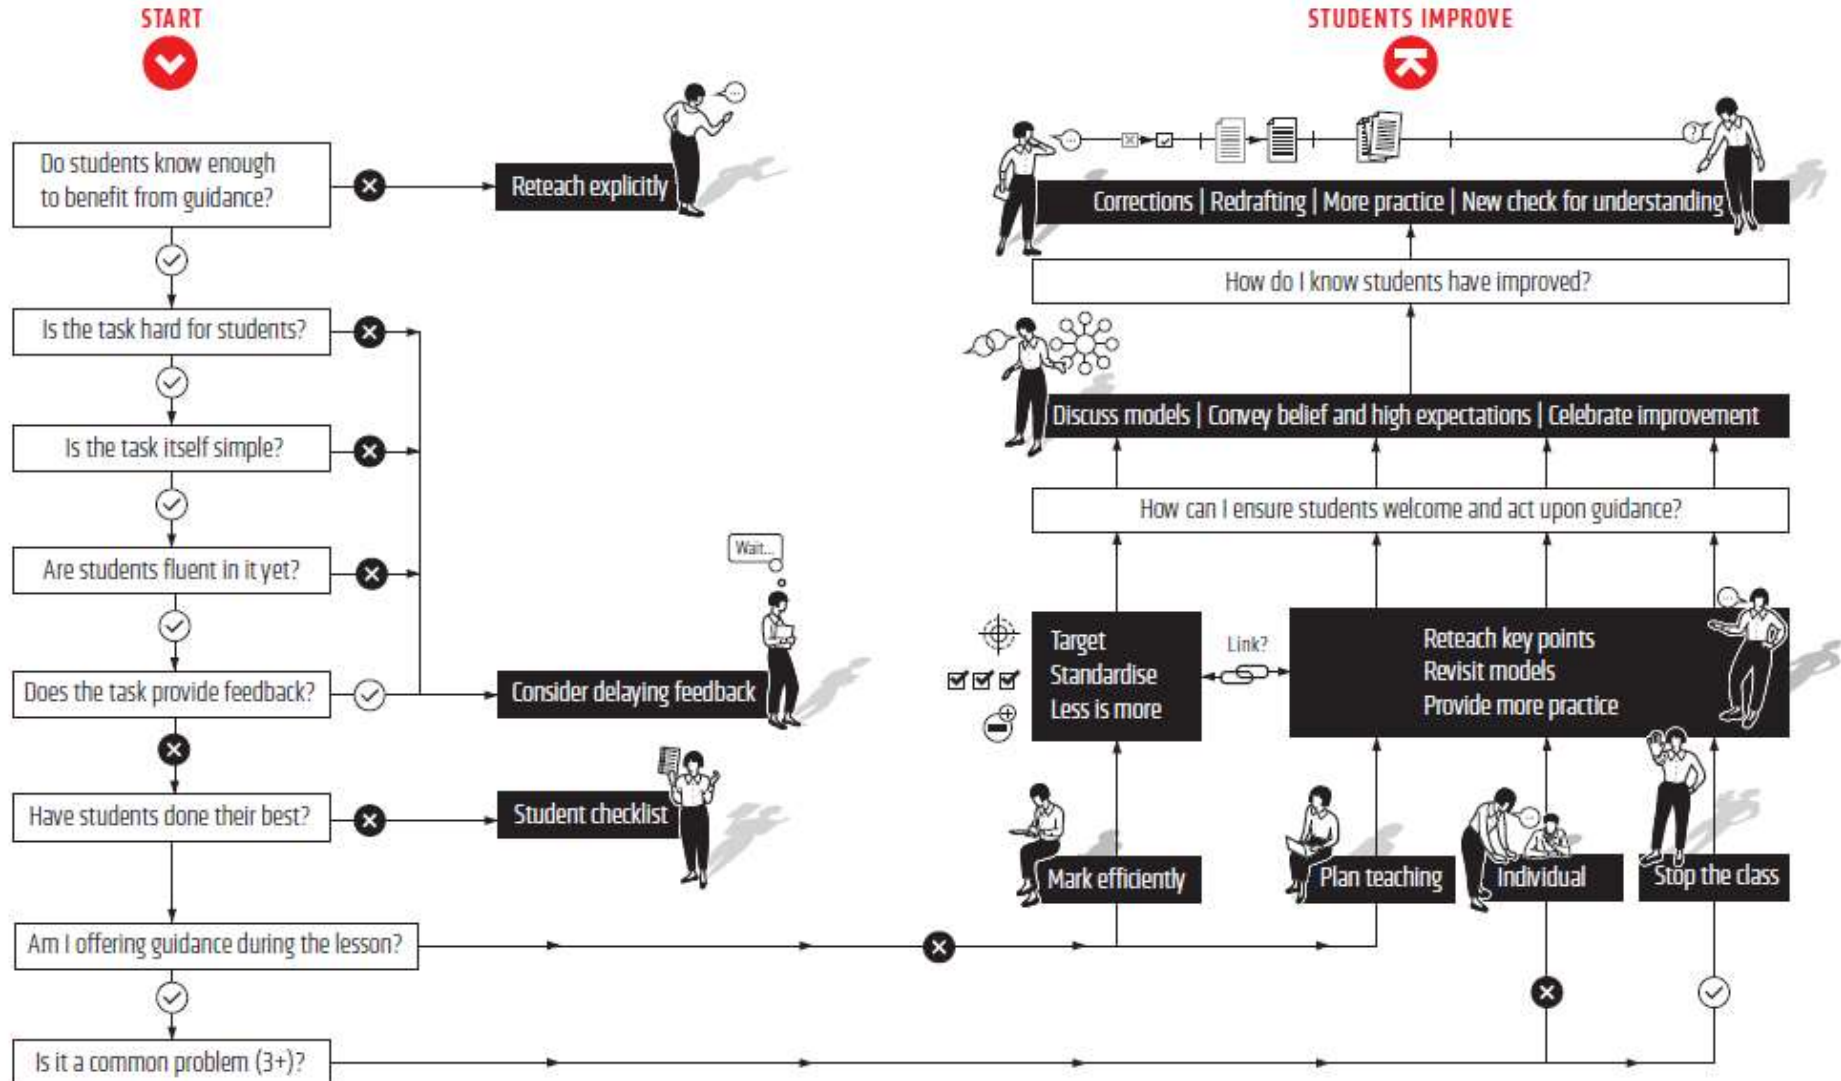 START
Do students know enough
to benefit from guidance?
Reteach explicitly
Is the task hard for students?
Is the task itself simple?
Are students fluent in it yet?
Wait...
Does the task provide feedback?
Consider delaying feedback
Have students done their best?
Student checklist
Am I offering guidance during the lesson?
Is it a common problem (3+)?
STUDENTS IMPROVE
...
?
Corrections | Redrafting | More practice | New check for understanding
How do I know students have improved?
Discuss models | Convey belief and high expectations | Celebrate improvement
How can I ensure students welcome and act upon guidance?
Target
Standardise
Less is more
Link?
Reteach key points
Revisit models
Provide more practice
Mark efficiently
Plan teaching
Individual
Stop the class